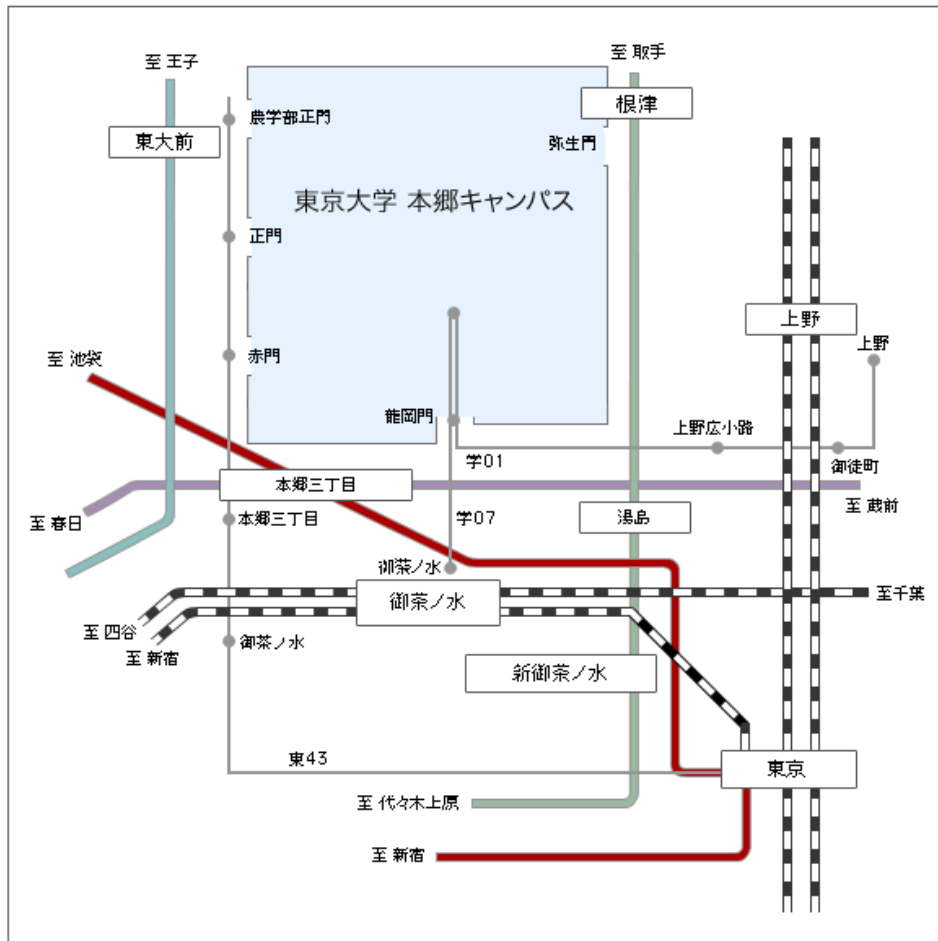 至 王子
至 取手
根津
農学部正門
東大前
弥生門
東京大学 本郷キャンパス
正門
上野
上野
至 池袋
赤門
龍岡門
上野広小路
学01
御徒町
本郷三丁目
至 蔵前
至 春日
本郷三丁目
学07
湯島
御茶ノ水
御茶ノ水
至千葉
至 四谷
至 新宿
御茶ノ水
新御茶ノ水
東43
東京
至 代々木上原
至 新宿